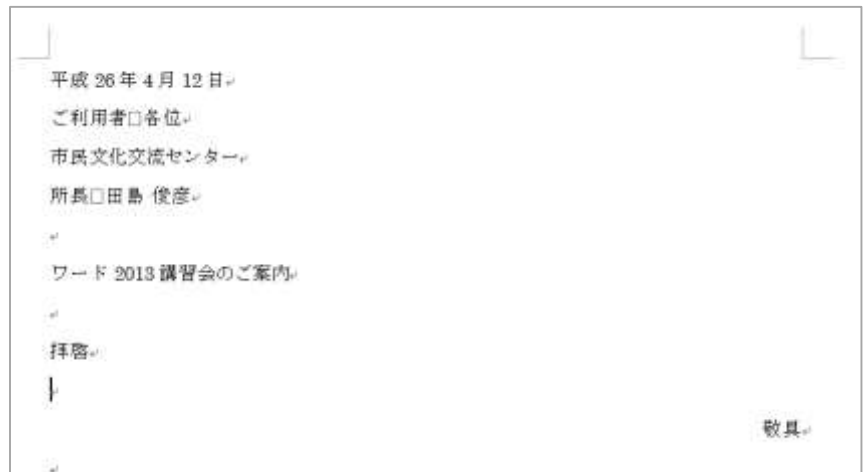 平成 26 年 4 月 12 日
ご利用者□各位
市民文化交流センター
所長□田島 俊彦
ワード 2013 講習会のご案内
拝啓
敬具